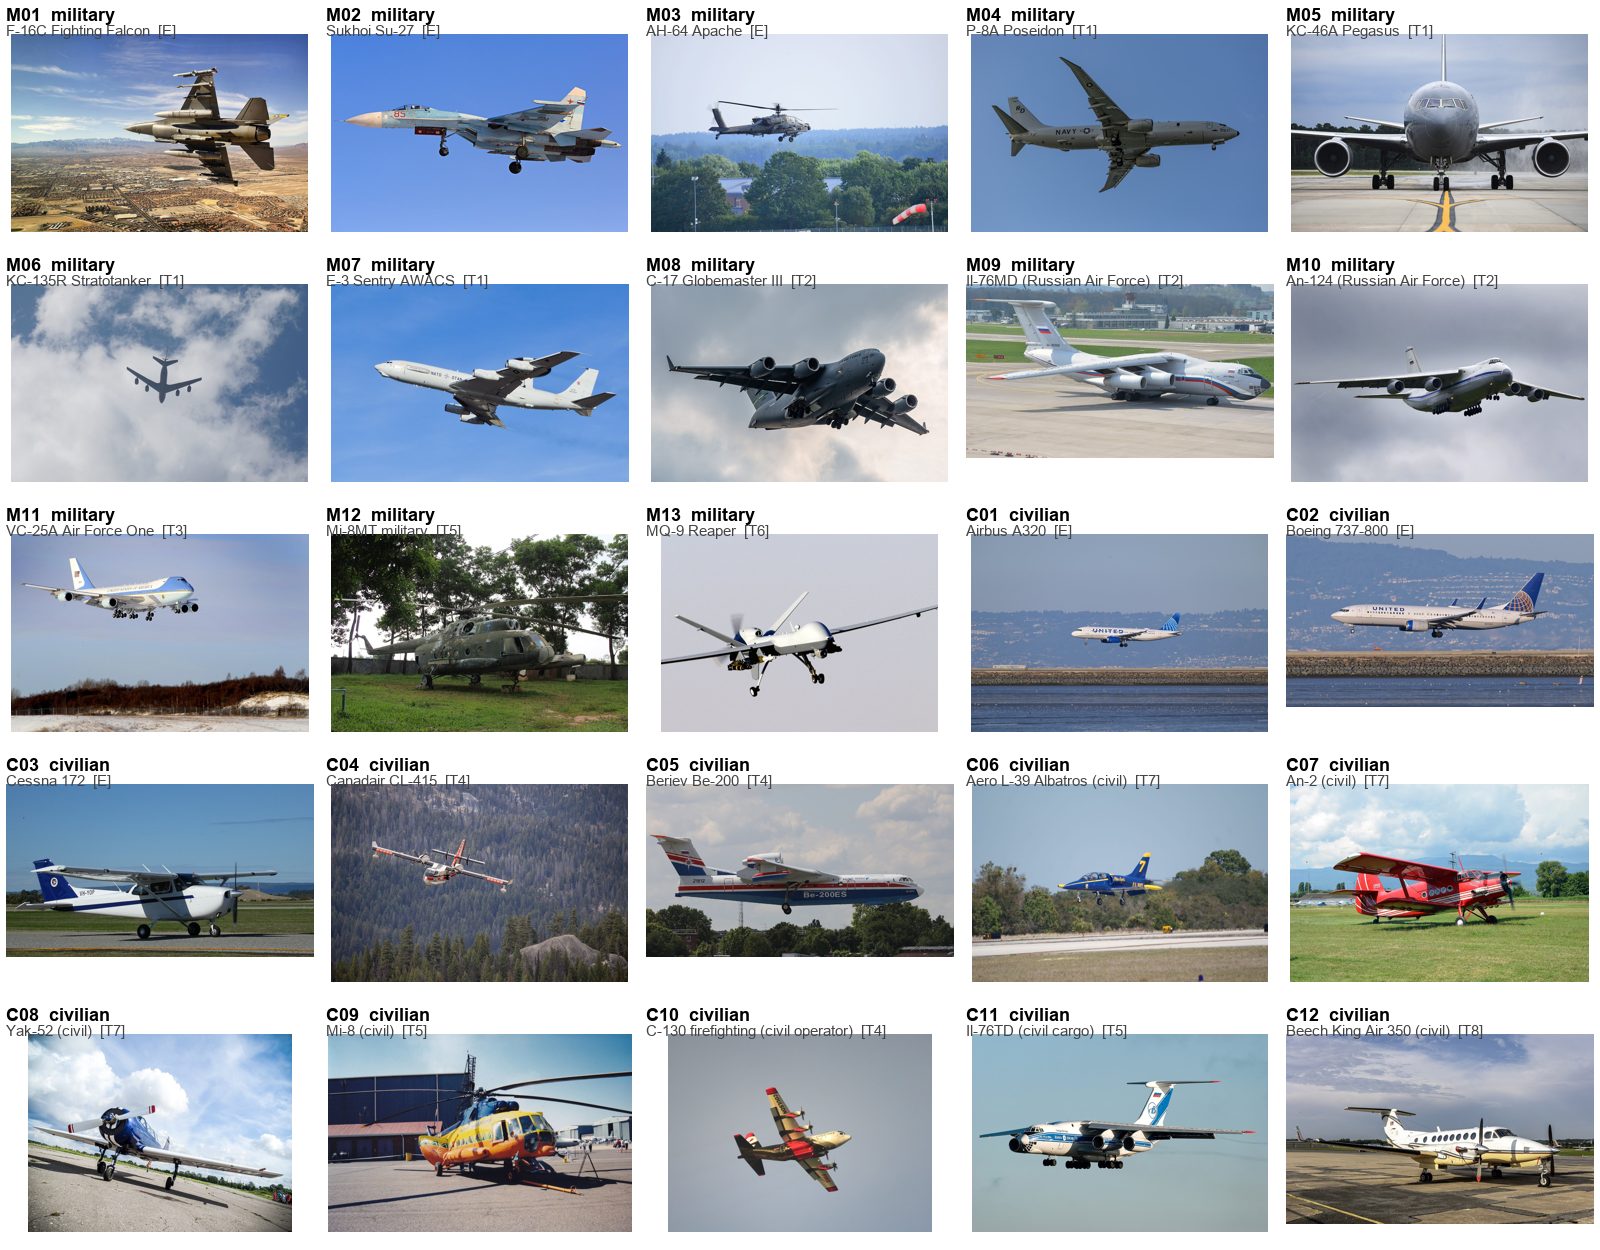 M01 military
F-16C Fighting Falcon [E]
M02 military
Sukhoi Su-27 [E]
M03 military
AH-64 Apache [E]
M04 military
P-8A Poseidon [T1]
M05 military
KC-46A Pegasus [T1]
85
NAVY
M06 military
KC-135R Stratotanker [T1]
M07 military
E-3 Sentry AWACS [T1]
M08 military
C-17 Globemaster III [T2]
M09 military
Il-76MD (Russian Air Force) [T2]
M10 military
An-124 (Russian Air Force) [T2]
NATO
M11 military
VC-25A Air Force One [T3]
M12 military
Mi-8MT military [T5]
M13 military
MQ-9 Reaper [T6]
C01 civilian
Airbus A320 [E]
C02 civilian
Boeing 737-800 [E]
UNITED
UNITED
C03 civilian
Cessna 172 [E]
C04 civilian
Canadair CL-415 [T4]
C05 civilian
Beriev Be-200 [T4]
C06 civilian
Aero L-39 Albatros (civil) [T7]
C07 civilian
An-2 (civil) [T7]
Be-200ES
7
C08 civilian
Yak-52 (civil) [T7]
C09 civilian
Mi-8 (civil) [T5]
C10 civilian
C-130 firefighting (civil operator) [T4]
C11 civilian
Il-76TD (civil cargo) [T5]
C12 civilian
Beech King Air 350 (civil) [T8]